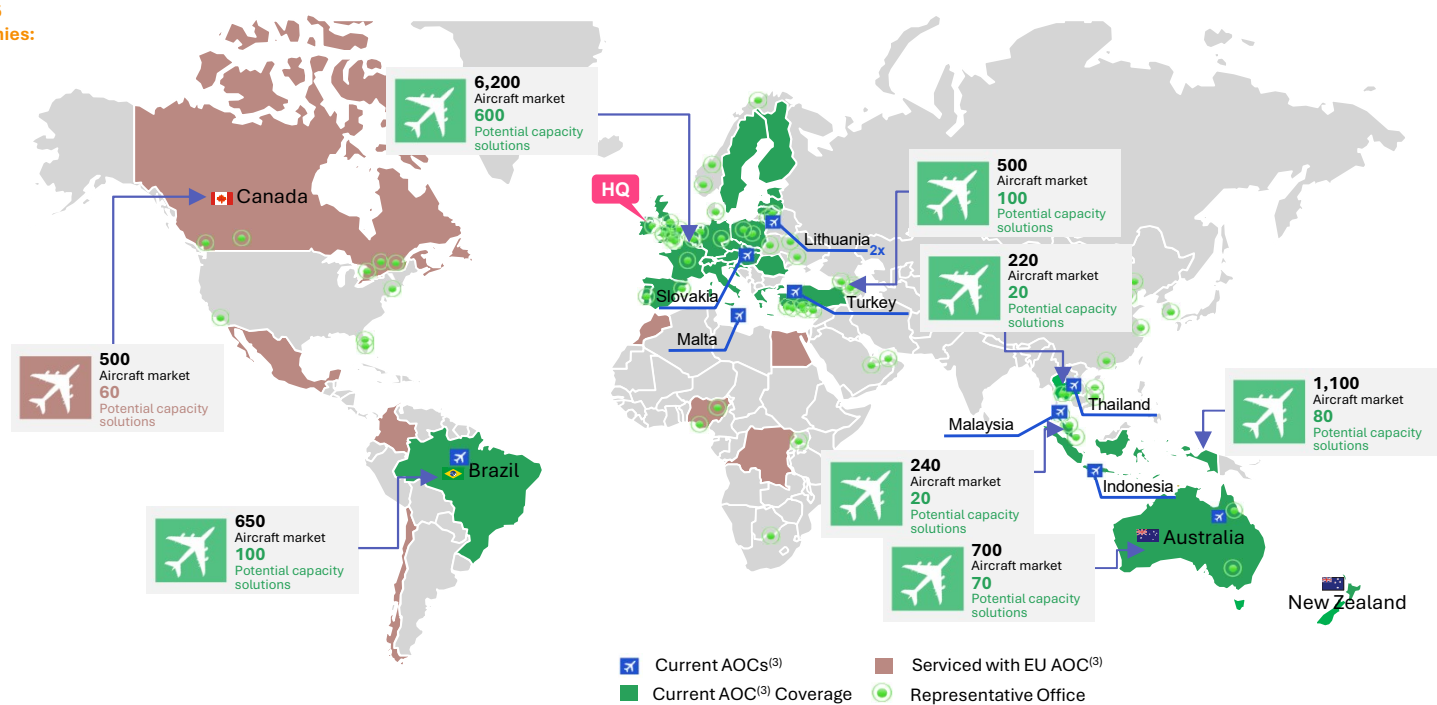 nies:
6,200
Aircraft market
600
Potential capacity
solutions
500
Aircraft market
100
Potential capacity
solutions
HQ
Canada
Lithuania
2x
220
Aircraft market
20
Potential capacity
solutions
Slovakia
Turkey
Malta
500
Aircraft market
60
Potential capacity
solutions
1,100
Aircraft market
80
Potential capacity
solutions
Thailand
Malaysia
Brazil
240
Aircraft market
20
Potential capacity
solutions
Indonesia
650
Aircraft market
100
Potential capacity
solutions
Australia
700
Aircraft market
70
Potential capacity
solutions
New Zealand
Current AOCs(3)
Serviced with EU AOC(3)
Current AOC(3) Coverage
Representative Office